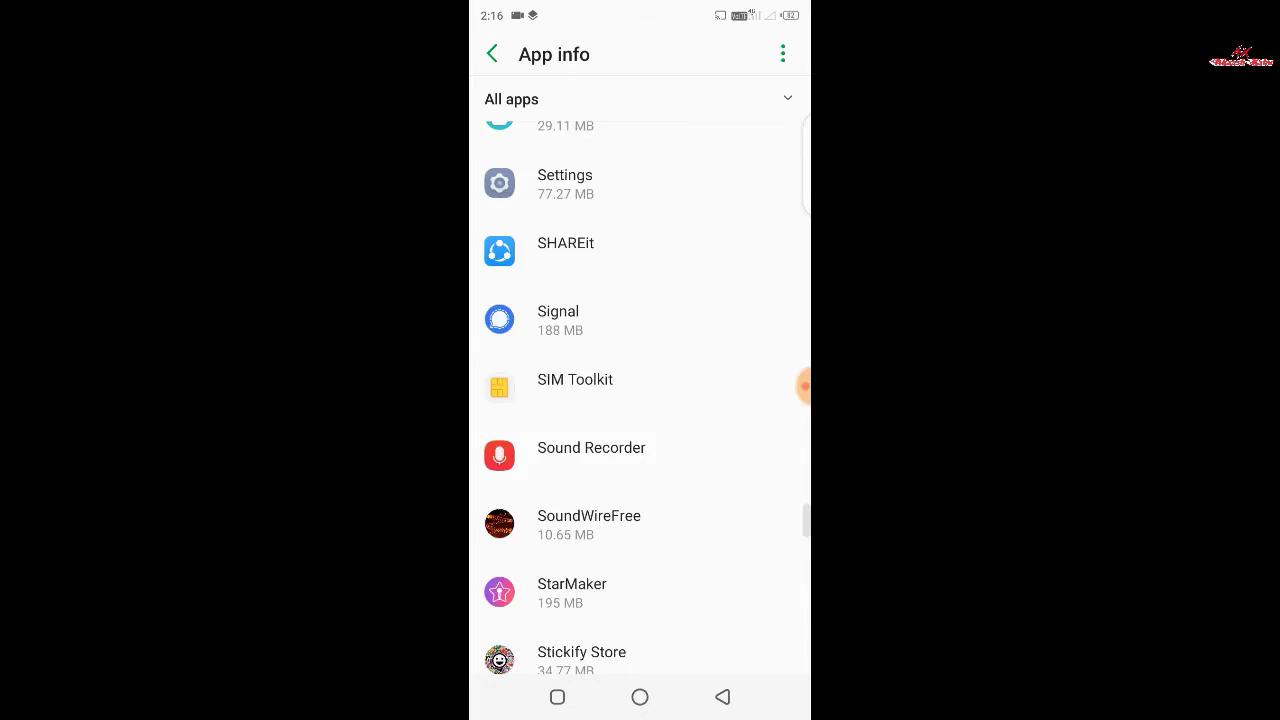 2:16
82
App info
All apps
29.11 MB
Settings
77.27 MB
SHAREit
Signal
188 MB
SIM Toolkit
Sound Recorder
SoundWireFree
10.65 MB
StarMaker
195 MB
Stickify Store
34.77 MB